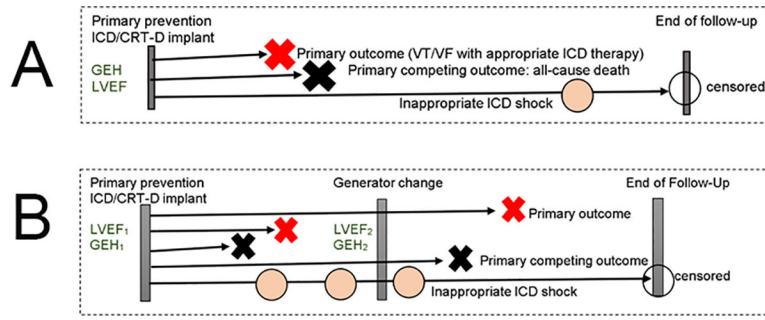 A
Primary prevention
ICD/CRT-D implant
End of follow-up
GEH
LVEF
Primary outcome (VT/VF with appropriate ICD therapy)
Primary competing outcome: all-cause death
Inappropriate ICD shock
censored
B
Primary prevention
ICD/CRT-D implant
Generator change
End of Follow-Up
LVEF₁
GEH₁
LVEF₂
GEH₂
Primary outcome
Primary competing outcome
Inappropriate ICD shock
censored